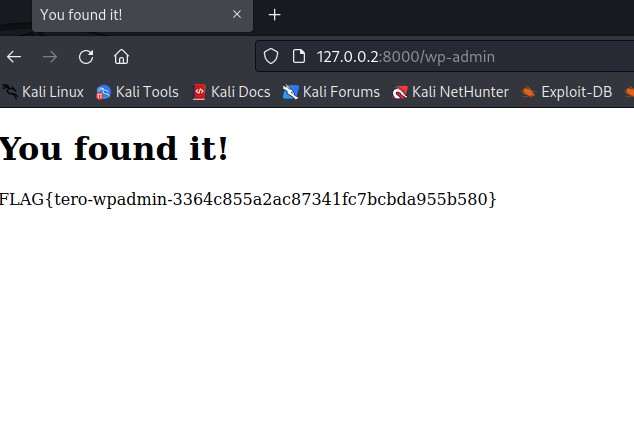 You found it!
127.0.0.2:8000/wp-admin
Kali Linux Kali Tools Kali Docs Kali Forums Kali NetHunter Exploit-DB
You found it!
FLAG{tero-wpadmin-3364c855a2ac87341fc7bcbda955b580}